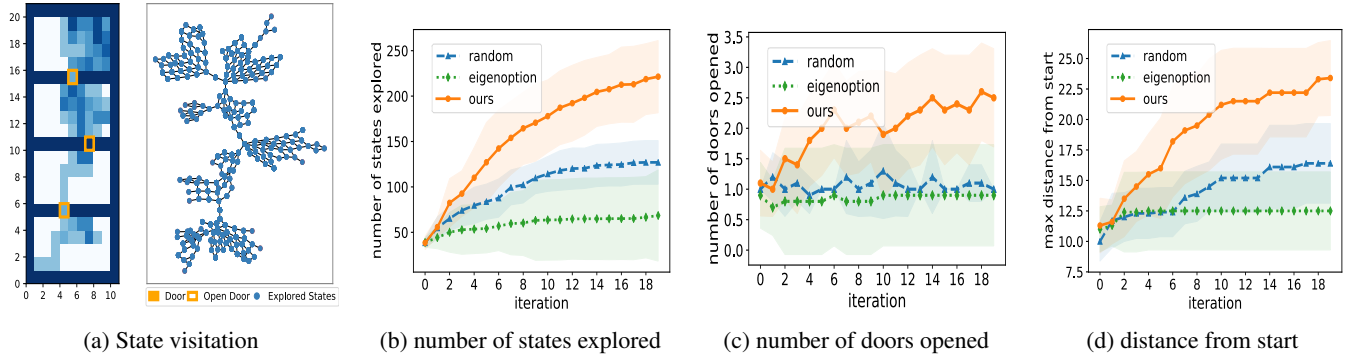 20
18
16
14
12
10
8
6
4
2
0
0 2 4 6 8 10
Door Open Door Explored States
(a) State visitation
number of states explored
250
200
150
100
50
random
eigenoption
ours
0 2 4 6 8 10 12 14 16 18
iteration
(b) number of states explored
number of doors opened
3.5
3.0
2.5
2.0
1.5
1.0
0.5
0.0
random
eigenoption
ours
0 2 4 6 8 10 12 14 16 18
iteration
(c) number of doors opened
max distance from start
25.0
22.5
20.0
17.5
15.0
12.5
10.0
7.5
random
eigenoption
ours
0 2 4 6 8 10 12 14 16 18
iteration
(d) distance from start